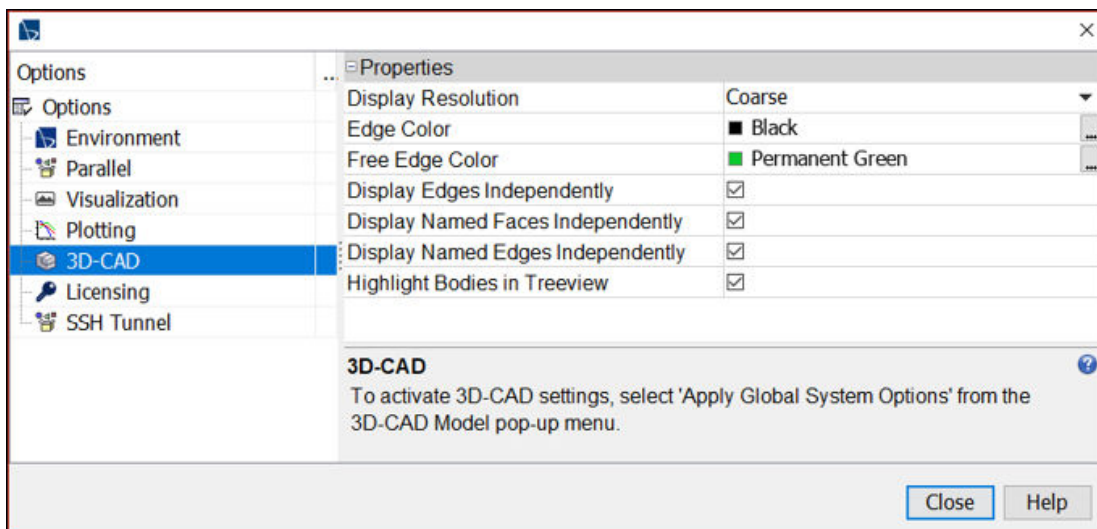 Options ...
Options
Environment
Parallel
Visualization
Plotting
3D-CAD
Licensing
SSH Tunnel
Properties
Display Resolution Coarse
Edge Color Black ...
Free Edge Color Permanent Green ...
Display Edges Independently
Display Named Faces Independently
Display Named Edges Independently
Highlight Bodies in Treeview
3D-CAD
To activate 3D-CAD settings, select 'Apply Global System Options' from the
3D-CAD Model pop-up menu.
Close Help